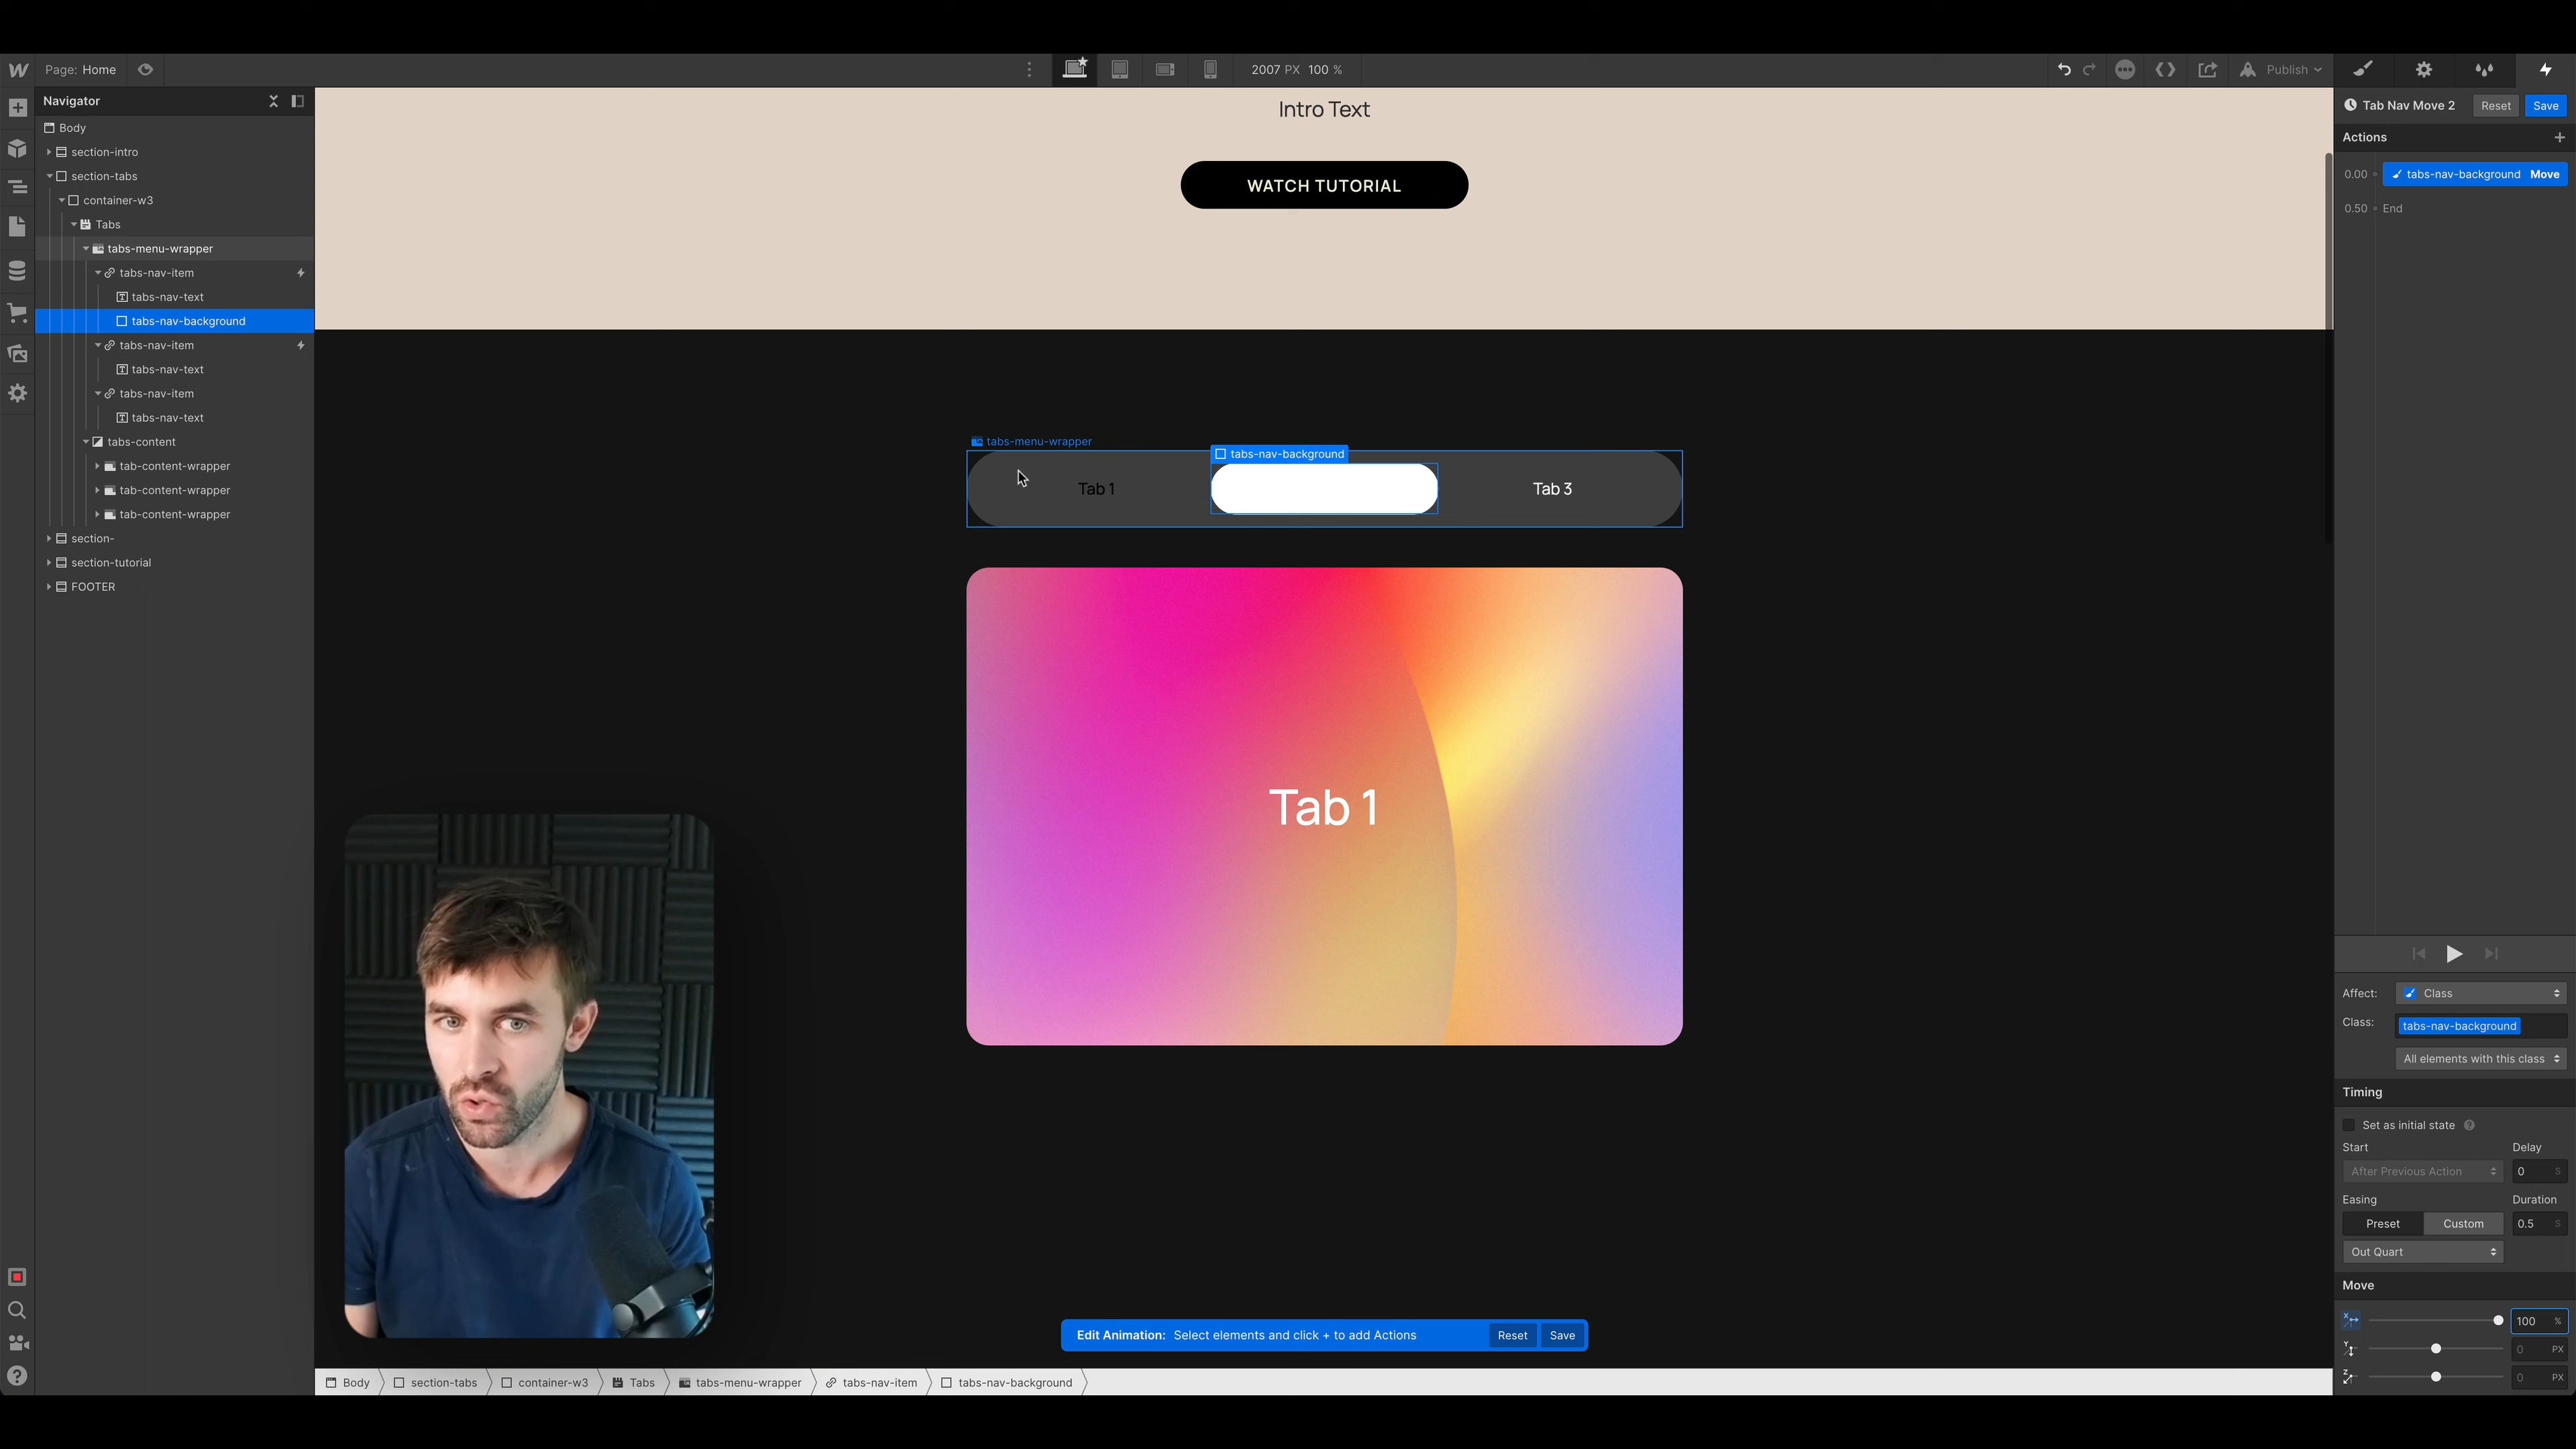 Page: Home
2007 PX 100 %
Publish
Navigator
Body
section-intro
section-tabs
container-w3
Tabs
tabs-menu-wrapper
tabs-nav-item
tabs-nav-text
tabs-nav-background
tabs-nav-item
tabs-nav-text
tabs-nav-item
tabs-nav-text
tabs-content
tab-content-wrapper
tab-content-wrapper
tab-content-wrapper
section-
section-tutorial
FOOTER
Intro Text
WATCH TUTORIAL
tabs-menu-wrapper
tabs-nav-background
Tab 1
Tab 3
Tab 1
Edit Animation: Select elements and click + to add Actions
Reset
Save
Body
section-tabs
container-w3
Tabs
tabs-menu-wrapper
tabs-nav-item
tabs-nav-background
Tab Nav Move 2
Reset
Save
Actions
0.00 tabs-nav-background Move
0.50 End
Affect: Class
Class: tabs-nav-background
All elements with this class
Timing
Set as initial state
Start Delay
After Previous Action 0 S
Easing Duration
Preset Custom 0.5 S
Out Quart
Move
X 100 %
Y 0 PX
Z 0 PX